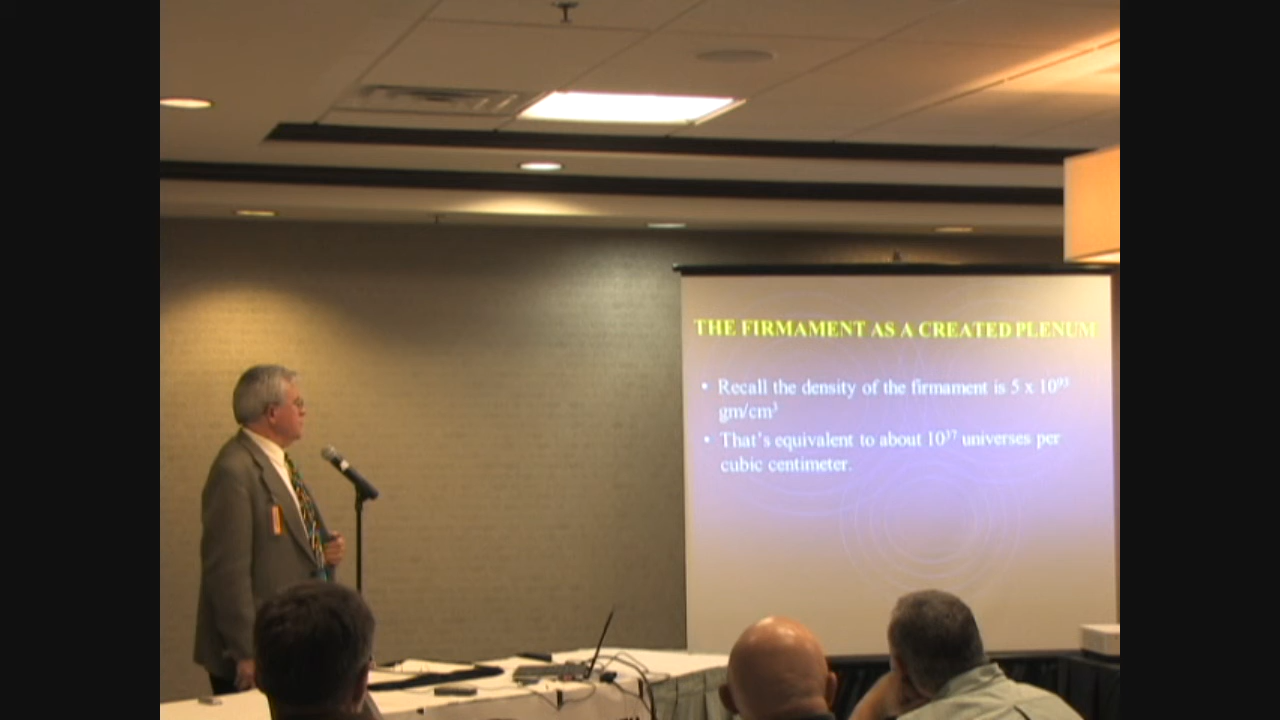 THE FIRMAMENT AS A CREATED PLENUM
• Recall the density of the firmament is 5 x 10⁹³
gm/cm³
• That's equivalent to about 10³⁷ universes per
cubic centimeter.